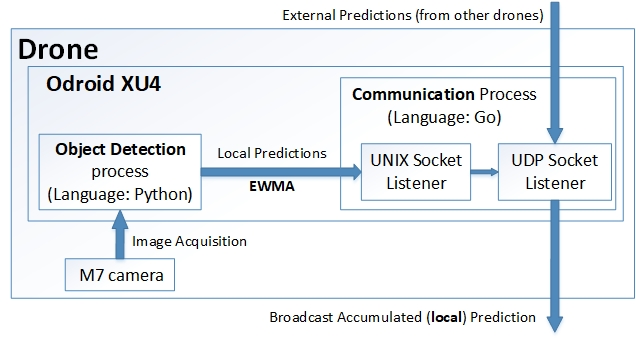 External Predictions (from other drones)
Drone
Odroid XU4
Communication Process
(Language: Go)
Object Detection
process
(Language: Python)
Local Predictions
EWMA
UNIX Socket
Listener
UDP Socket
Listener
Image Acquisition
M7 camera
Broadcast Accumulated (local) Prediction